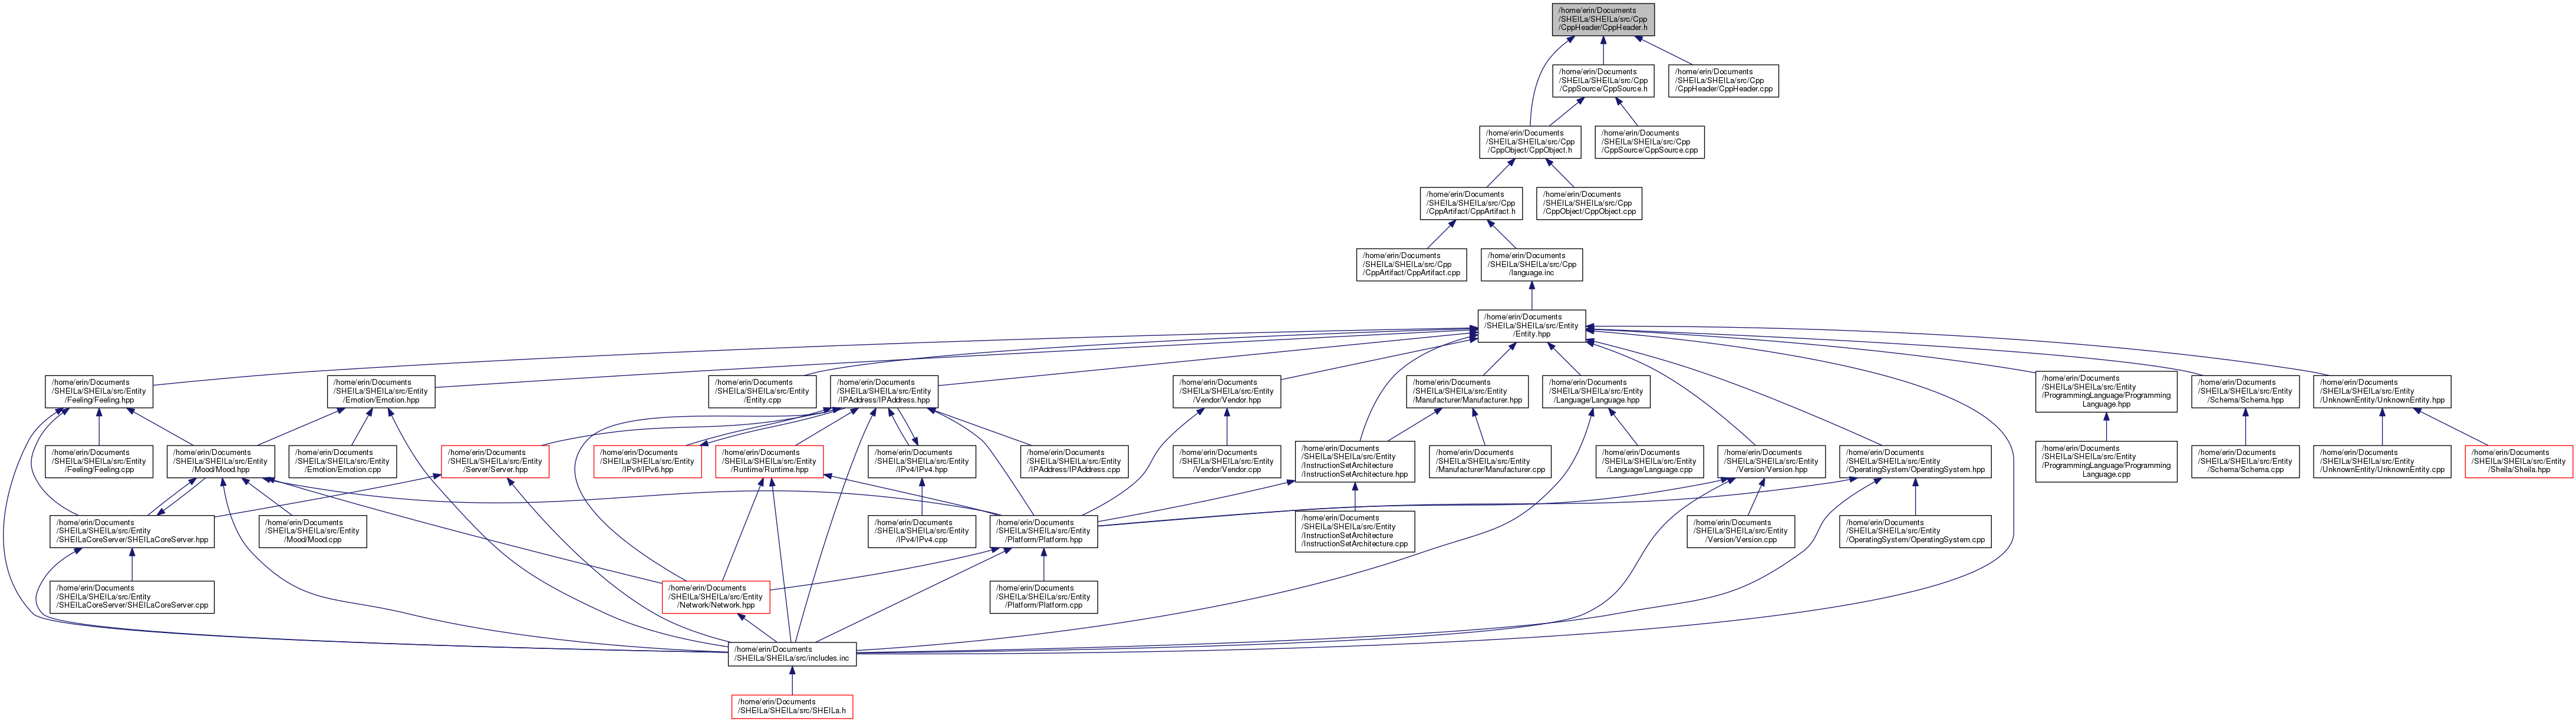 /home/erin/Documents
/SHEILa/SHEILa/src/Cpp
/CppHeader/CppHeader.h
/home/erin/Documents
/SHEILa/SHEILa/src/Cpp
/CppSource/CppSource.h
/home/erin/Documents
/SHEILa/SHEILa/src/Cpp
/CppHeader/CppHeader.cpp
/home/erin/Documents
/SHEILa/SHEILa/src/Cpp
/CppObject/CppObject.h
/home/erin/Documents
/SHEILa/SHEILa/src/Cpp
/CppSource/CppSource.cpp
/home/erin/Documents
/SHEILa/SHEILa/src/Cpp
/CppArtifact/CppArtifact.h
/home/erin/Documents
/SHEILa/SHEILa/src/Cpp
/CppObject/CppObject.cpp
/home/erin/Documents
/SHEILa/SHEILa/src/Cpp
/CppArtifact/CppArtifact.cpp
/home/erin/Documents
/SHEILa/SHEILa/src/Cpp
/language.inc
/home/erin/Documents
/SHEILa/SHEILa/src/Entity
/Entity.hpp
/home/erin/Documents
/SHEILa/SHEILa/src/Entity
/Feeling/Feeling.hpp
/home/erin/Documents
/SHEILa/SHEILa/src/Entity
/Emotion/Emotion.hpp
/home/erin/Documents
/SHEILa/SHEILa/src/Entity
/Entity.cpp
/home/erin/Documents
/SHEILa/SHEILa/src/Entity
/IPAddress/IPAddress.hpp
/home/erin/Documents
/SHEILa/SHEILa/src/Entity
/Vendor/Vendor.hpp
/home/erin/Documents
/SHEILa/SHEILa/src/Entity
/Manufacturer/Manufacturer.hpp
/home/erin/Documents
/SHEILa/SHEILa/src/Entity
/Language/Language.hpp
/home/erin/Documents
/SHEILa/SHEILa/src/Entity
/ProgrammingLanguage/Programming
Language.hpp
/home/erin/Documents
/SHEILa/SHEILa/src/Entity
/Schema/Schema.hpp
/home/erin/Documents
/SHEILa/SHEILa/src/Entity
/UnknownEntity/UnknownEntity.hpp
/home/erin/Documents
/SHEILa/SHEILa/src/Entity
/Feeling/Feeling.cpp
/home/erin/Documents
/SHEILa/SHEILa/src/Entity
/Mood/Mood.hpp
/home/erin/Documents
/SHEILa/SHEILa/src/Entity
/Emotion/Emotion.cpp
/home/erin/Documents
/SHEILa/SHEILa/src/Entity
/Server/Server.hpp
/home/erin/Documents
/SHEILa/SHEILa/src/Entity
/IPv6/IPv6.hpp
/home/erin/Documents
/SHEILa/SHEILa/src/Entity
/Runtime/Runtime.hpp
/home/erin/Documents
/SHEILa/SHEILa/src/Entity
/IPv4/IPv4.hpp
/home/erin/Documents
/SHEILa/SHEILa/src/Entity
/IPAddress/IPAddress.cpp
/home/erin/Documents
/SHEILa/SHEILa/src/Entity
/Vendor/Vendor.cpp
/home/erin/Documents
/SHEILa/SHEILa/src/Entity
/InstructionSetArchitecture
/InstructionSetArchitecture.hpp
/home/erin/Documents
/SHEILa/SHEILa/src/Entity
/Manufacturer/Manufacturer.cpp
/home/erin/Documents
/SHEILa/SHEILa/src/Entity
/Language/Language.cpp
/home/erin/Documents
/SHEILa/SHEILa/src/Entity
/Version/Version.hpp
/home/erin/Documents
/SHEILa/SHEILa/src/Entity
/OperatingSystem/OperatingSystem.hpp
/home/erin/Documents
/SHEILa/SHEILa/src/Entity
/ProgrammingLanguage/Programming
Language.cpp
/home/erin/Documents
/SHEILa/SHEILa/src/Entity
/Schema/Schema.cpp
/home/erin/Documents
/SHEILa/SHEILa/src/Entity
/UnknownEntity/UnknownEntity.cpp
/home/erin/Documents
/SHEILa/SHEILa/src/Entity
/Sheila/Sheila.hpp
/home/erin/Documents
/SHEILa/SHEILa/src/Entity
/SHEILaCoreServer/SHEILaCoreServer.hpp
/home/erin/Documents
/SHEILa/SHEILa/src/Entity
/Mood/Mood.cpp
/home/erin/Documents
/SHEILa/SHEILa/src/Entity
/IPv4/IPv4.cpp
/home/erin/Documents
/SHEILa/SHEILa/src/Entity
/Platform/Platform.hpp
/home/erin/Documents
/SHEILa/SHEILa/src/Entity
/InstructionSetArchitecture
/InstructionSetArchitecture.cpp
/home/erin/Documents
/SHEILa/SHEILa/src/Entity
/Version/Version.cpp
/home/erin/Documents
/SHEILa/SHEILa/src/Entity
/OperatingSystem/OperatingSystem.cpp
/home/erin/Documents
/SHEILa/SHEILa/src/Entity
/SHEILaCoreServer/SHEILaCoreServer.cpp
/home/erin/Documents
/SHEILa/SHEILa/src/Entity
/Network/Network.hpp
/home/erin/Documents
/SHEILa/SHEILa/src/Entity
/Platform/Platform.cpp
/home/erin/Documents
/SHEILa/SHEILa/src/includes.inc
/home/erin/Documents
/SHEILa/SHEILa/src/SHEILa.h